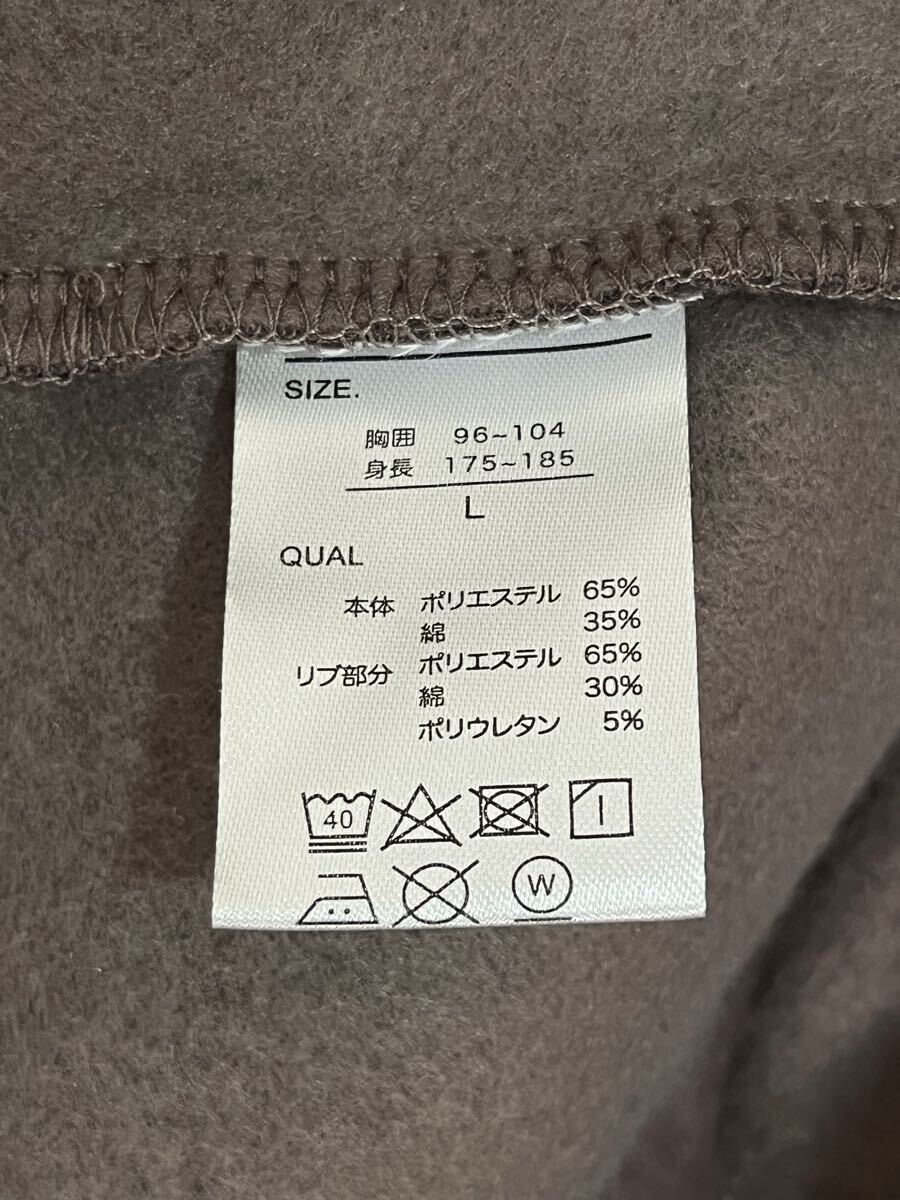 SIZE.
胸囲 96~104
身長 175~185
L
QUAL
本体 ポリエステル 65%
綿 35%
リブ部分 ポリエステル 65%
綿 30%
ポリウレタン 5%
40
W